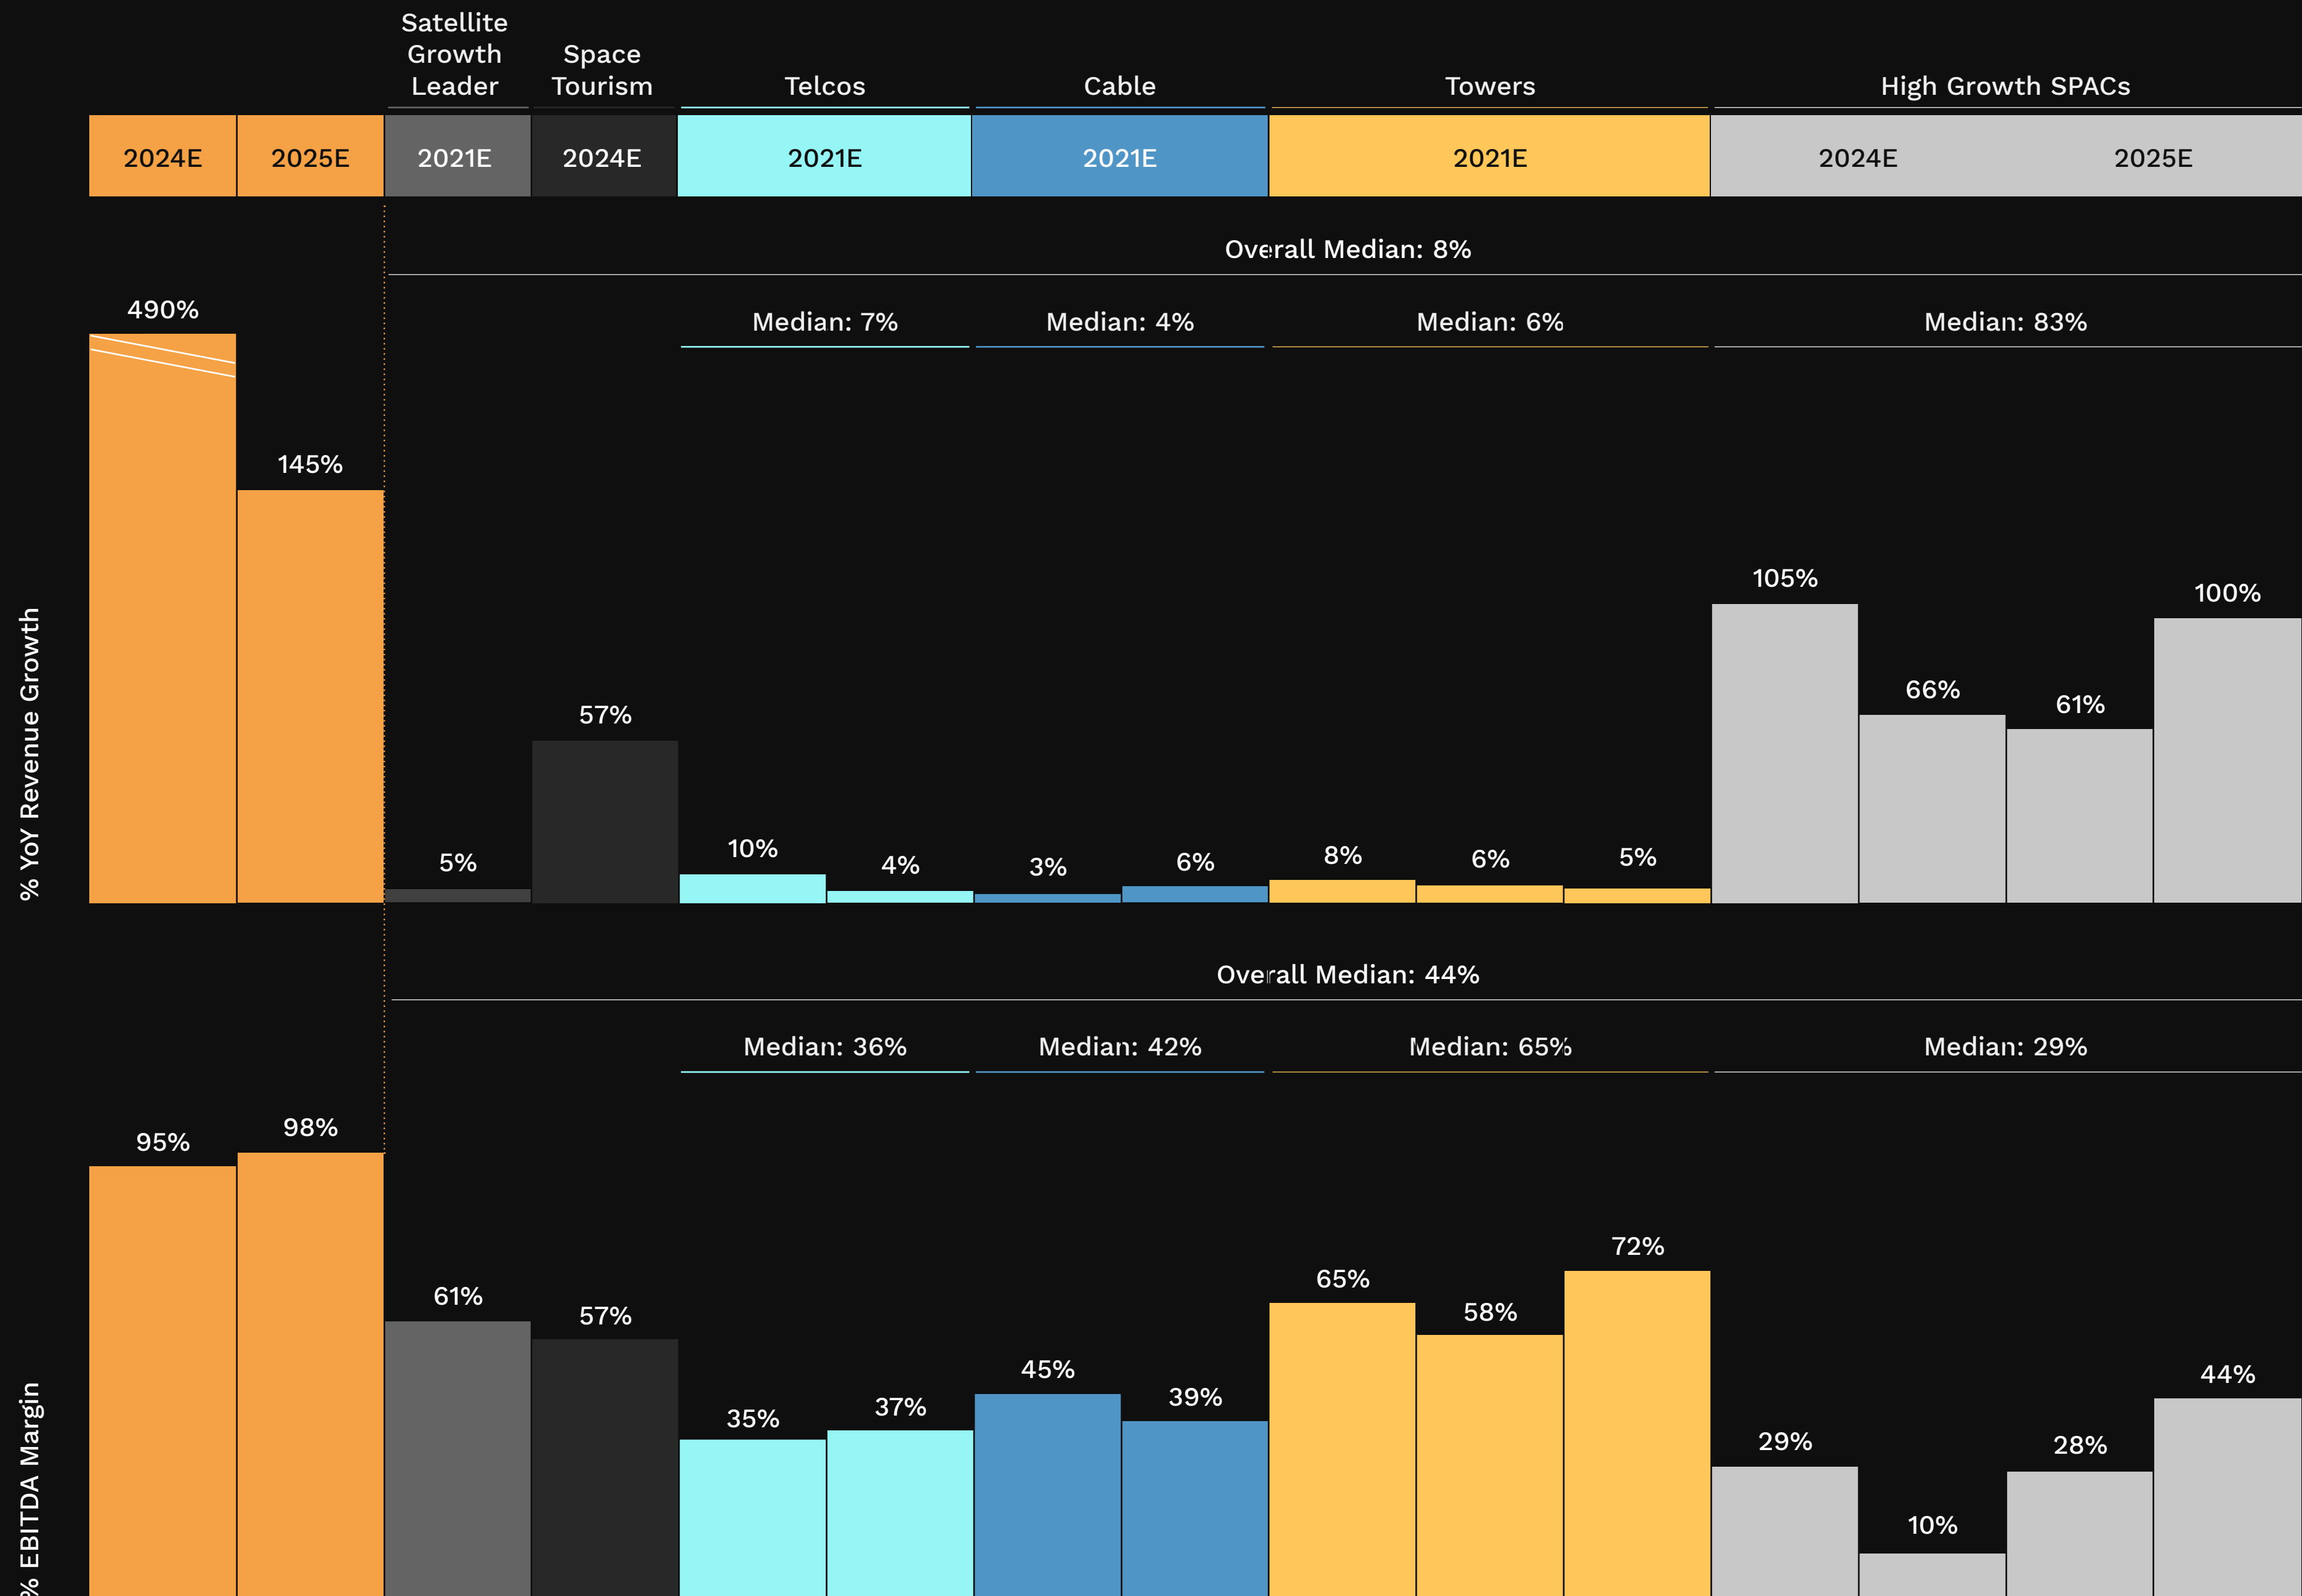 Satellite
Growth
Leader
Space
Tourism
Telcos
Cable
Towers
High Growth SPACs
2024E
2025E
2021E
2024E
2021E
2021E
2021E
2024E
2025E
% YoY Revenue Growth
Overall Median: 8%
Median: 7%
Median: 4%
Median: 6%
Median: 83%
490%
145%
5%
57%
10%
4%
3%
6%
8%
6%
5%
105%
66%
61%
100%
% EBITDA Margin
Overall Median: 44%
Median: 36%
Median: 42%
Median: 65%
Median: 29%
95%
98%
61%
57%
35%
37%
45%
39%
65%
58%
72%
29%
10%
28%
44%